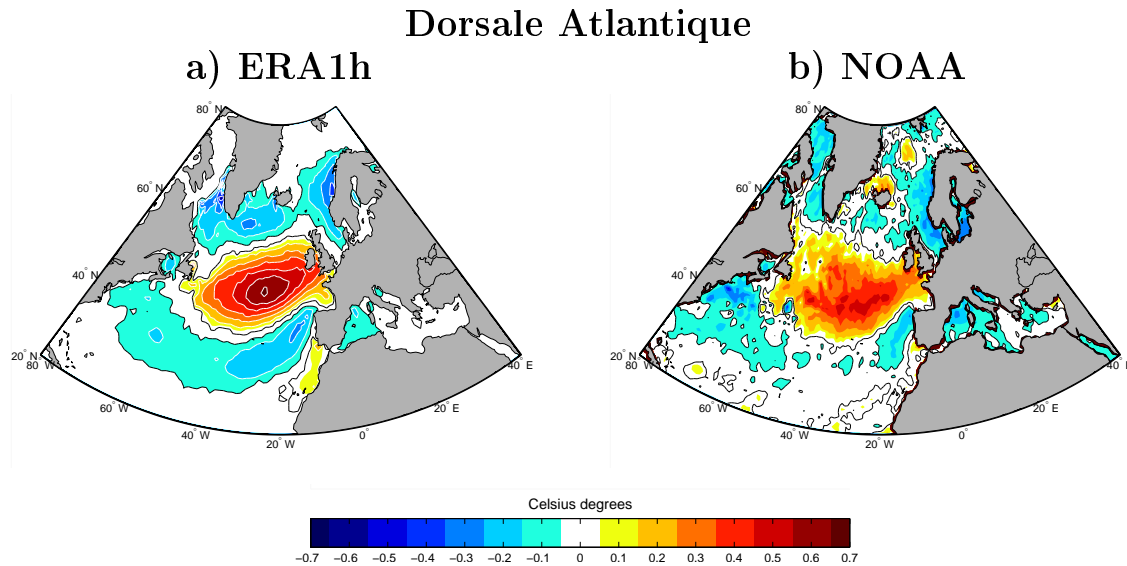 Dorsale Atlantique
a) ERA1h
b) NOAA
80° N
60° N
40° N
20° N
80° W
60° W
40° W
20° W
0°
20° E
40° E
80° N
60° N
40° N
20° N
80° W
60° W
40° W
20° W
0°
20° E
40° E
Celsius degrees
−0.7 −0.6 −0.5 −0.4 −0.3 −0.2 −0.1 0 0.1 0.2 0.3 0.4 0.5 0.6 0.7